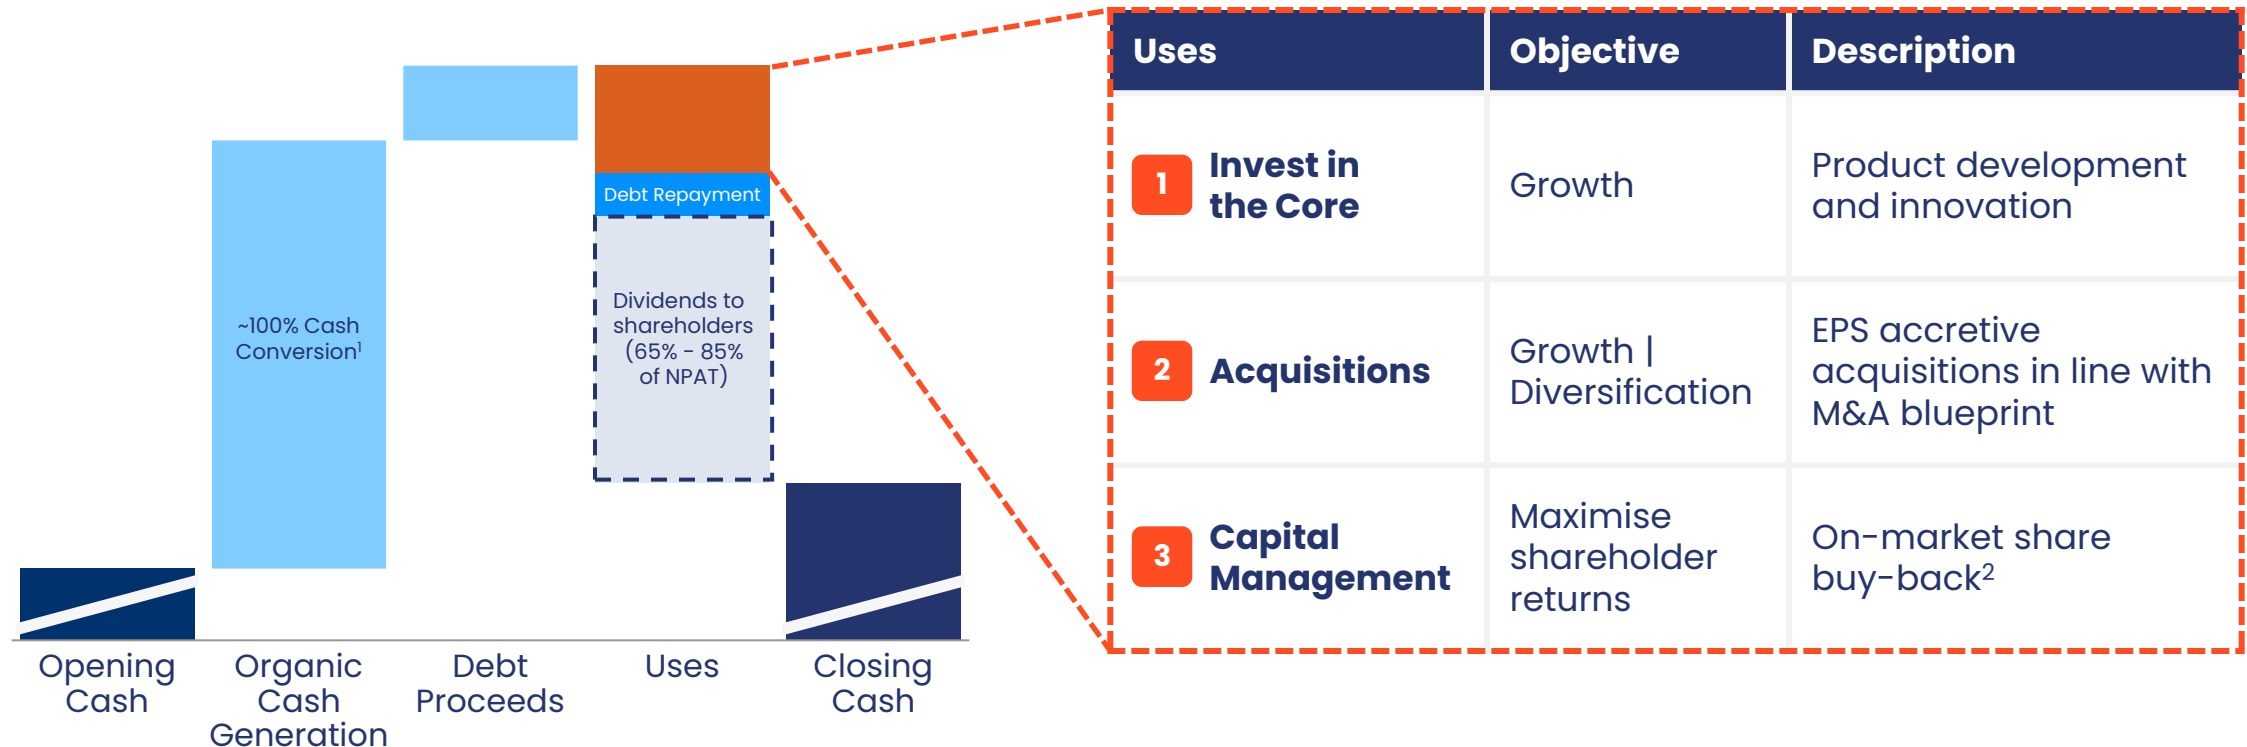 Debt Repayment
Dividends to
shareholders
(65% - 85%
of NPAT)
~100% Cash
Conversion¹
Opening
Cash
Organic
Cash
Generation
Debt
Proceeds
Uses
Closing
Cash
Uses Objective Description
1 Invest in
the Core
Growth
Product development
and innovation
2 Acquisitions
Growth |
Diversification
EPS accretive
acquisitions in line with
M&A blueprint
3 Capital
Management
Maximise
shareholder
returns
On-market share
buy-back²